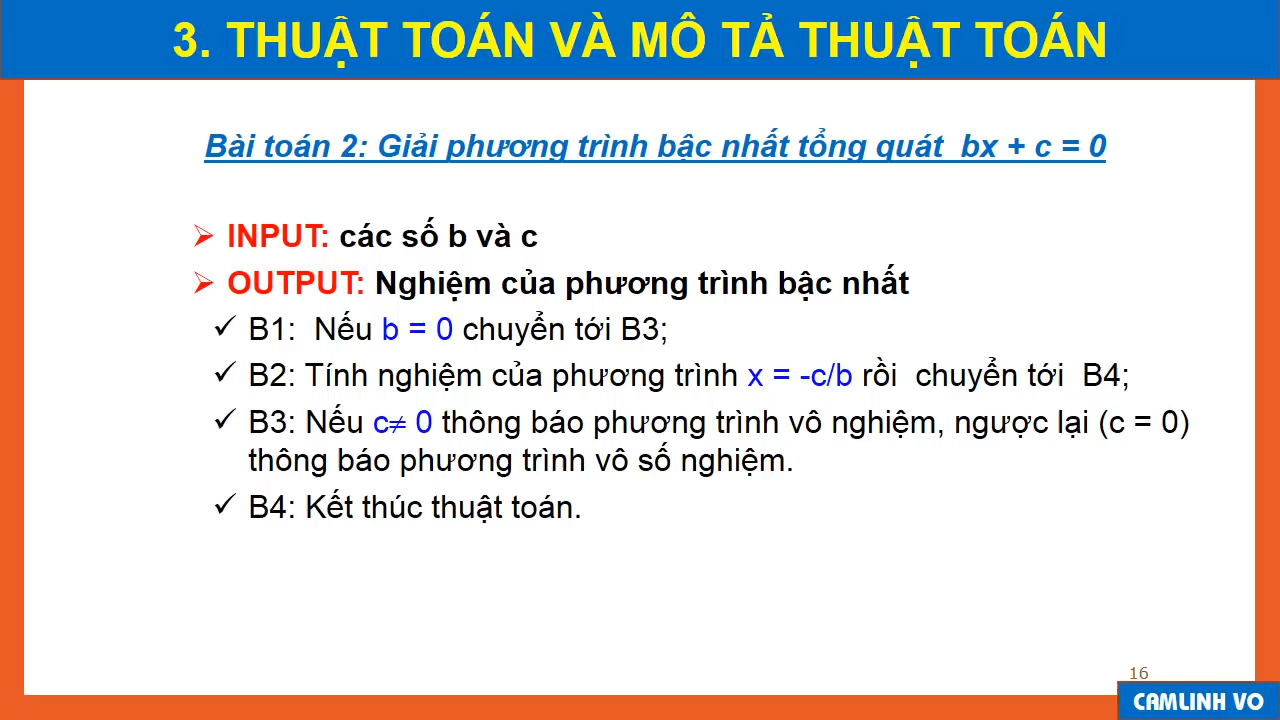 3. THUẬT TOÁN VÀ MÔ TẢ THUẬT TOÁN
Bài toán 2: Giải phương trình bậc nhất tổng quát bx + c = 0
➢ INPUT: các số b và c
➢ OUTPUT: Nghiệm của phương trình bậc nhất
✓ B1: Nếu b = 0 chuyển tới B3;
✓ B2: Tính nghiệm của phương trình x = -c/b rồi chuyển tới B4;
✓ B3: Nếu c≠ 0 thông báo phương trình vô nghiệm, ngược lại (c = 0)
thông báo phương trình vô số nghiệm.
✓ B4: Kết thúc thuật toán.
16
CAMLINH VO